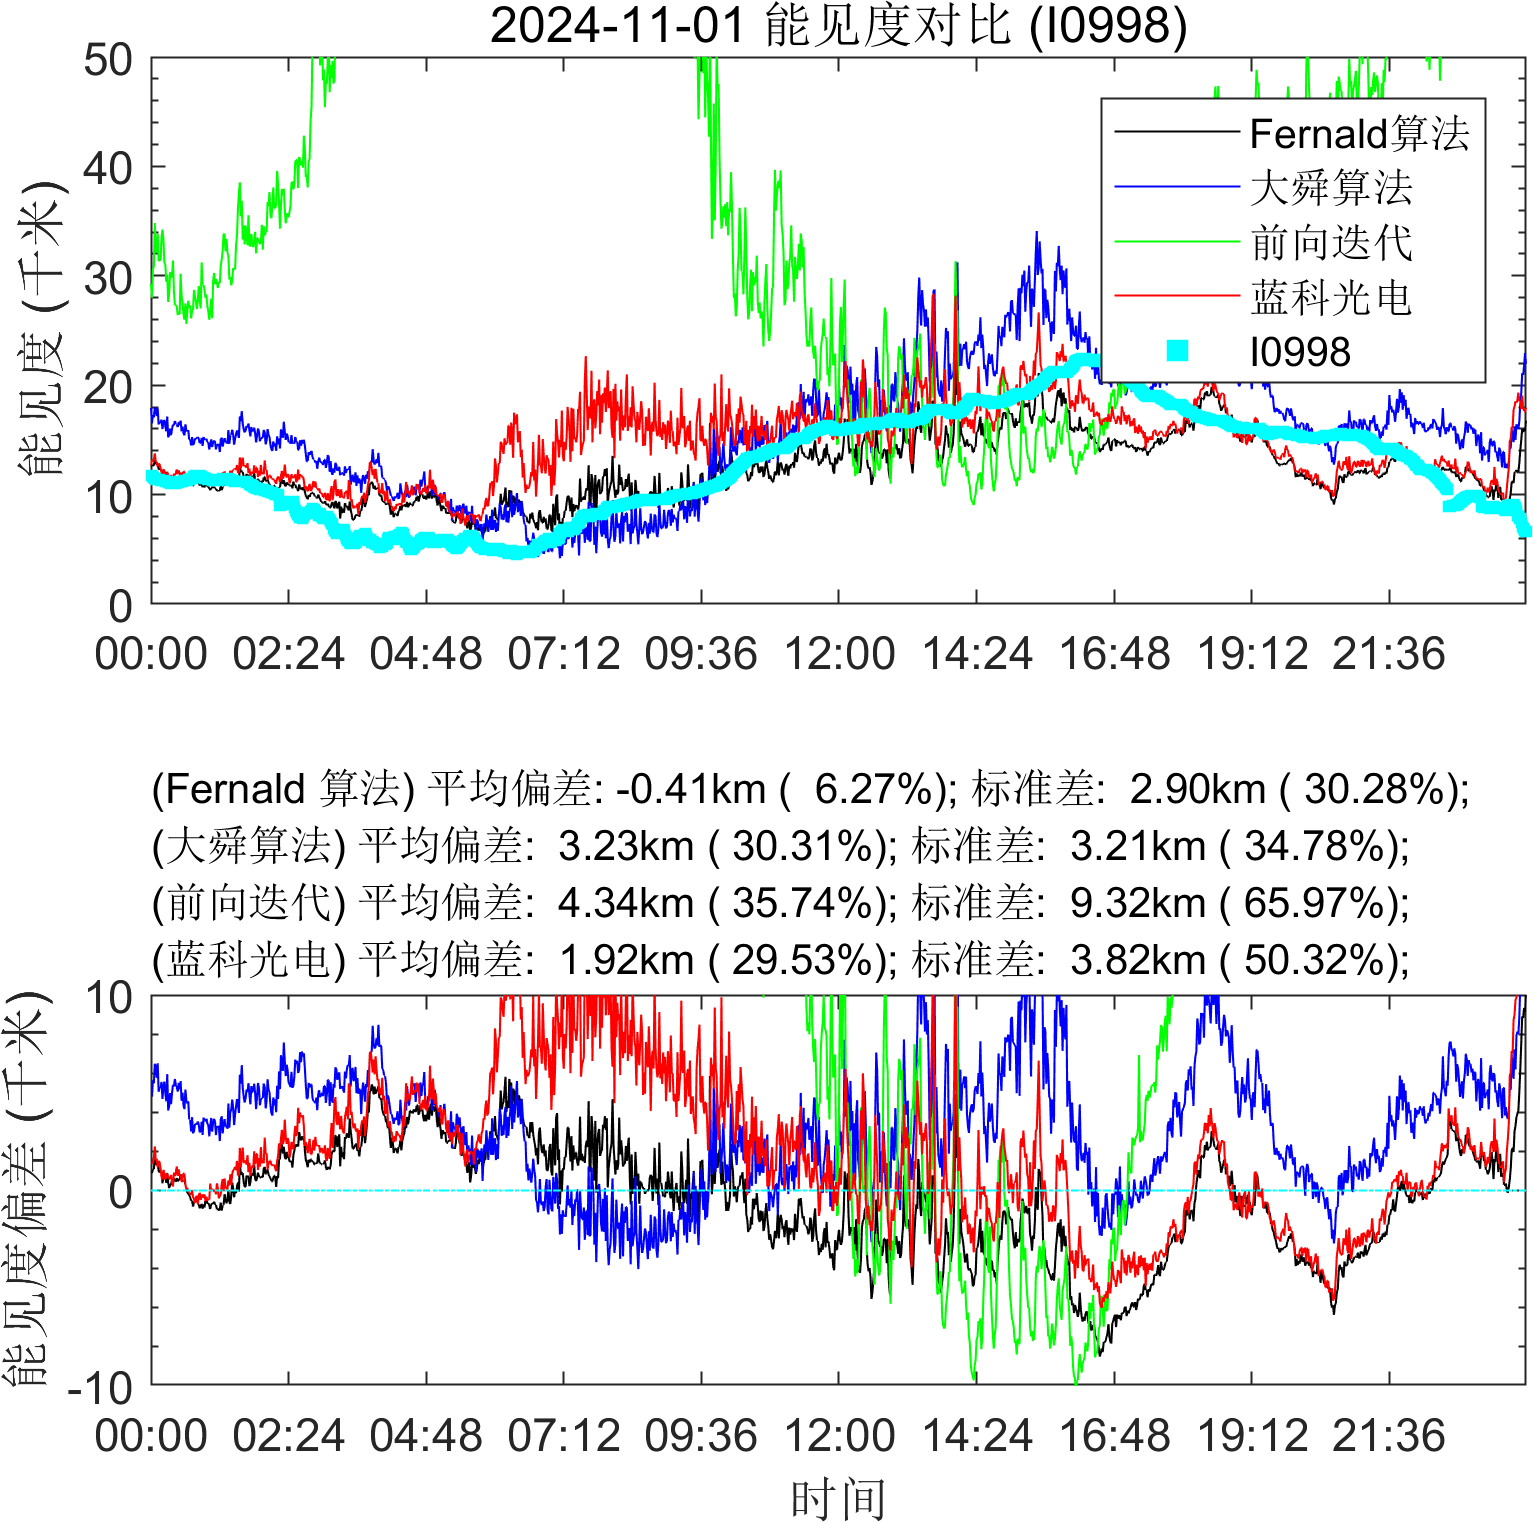 2024-11-01 能见度对比 (I0998)
能见度 (千米)
50
40
30
20
10
0
Fernald算法
大舜算法
前向迭代
蓝科光电
I0998
00:00 02:24 04:48 07:12 09:36 12:00 14:24 16:48 19:12 21:36
(Fernald 算法) 平均偏差: -0.41km (  6.27%); 标准差:  2.90km ( 30.28%);
(大舜算法) 平均偏差:  3.23km ( 30.31%); 标准差:  3.21km ( 34.78%);
(前向迭代) 平均偏差:  4.34km ( 35.74%); 标准差:  9.32km ( 65.97%);
(蓝科光电) 平均偏差:  1.92km ( 29.53%); 标准差:  3.82km ( 50.32%);
能见度偏差 (千米)
10
0
-10
00:00 02:24 04:48 07:12 09:36 12:00 14:24 16:48 19:12 21:36
时间